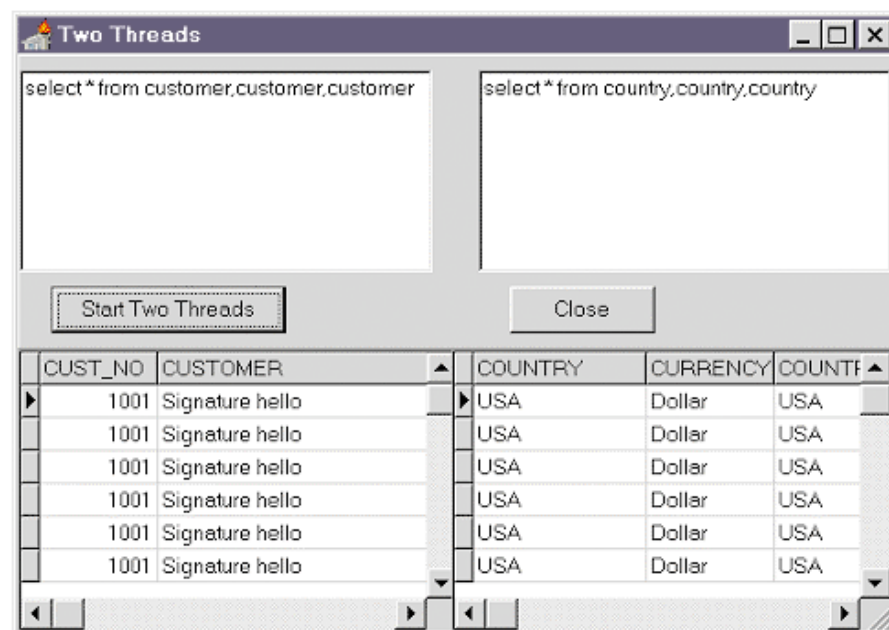 Two Threads
select * from customer,customer,customer
select * from country,country,country
Start Two Threads
Close
CUST_NO CUSTOMER
1001 Signature hello
1001 Signature hello
1001 Signature hello
1001 Signature hello
1001 Signature hello
1001 Signature hello
COUNTRY CURRENCY COUNTR
USA Dollar USA
USA Dollar USA
USA Dollar USA
USA Dollar USA
USA Dollar USA
USA Dollar USA